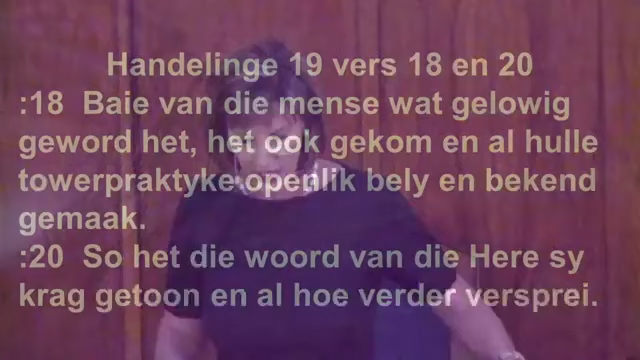 Handelinge 19 vers 18 en 20
:18 Baie van die mense wat gelowig
geword het, het ook gekom en al hulle
towerpraktyke openlik bely en bekend
gemaak.
:20 So het die woord van die Here sy
krag getoon en al hoe verder versprei.